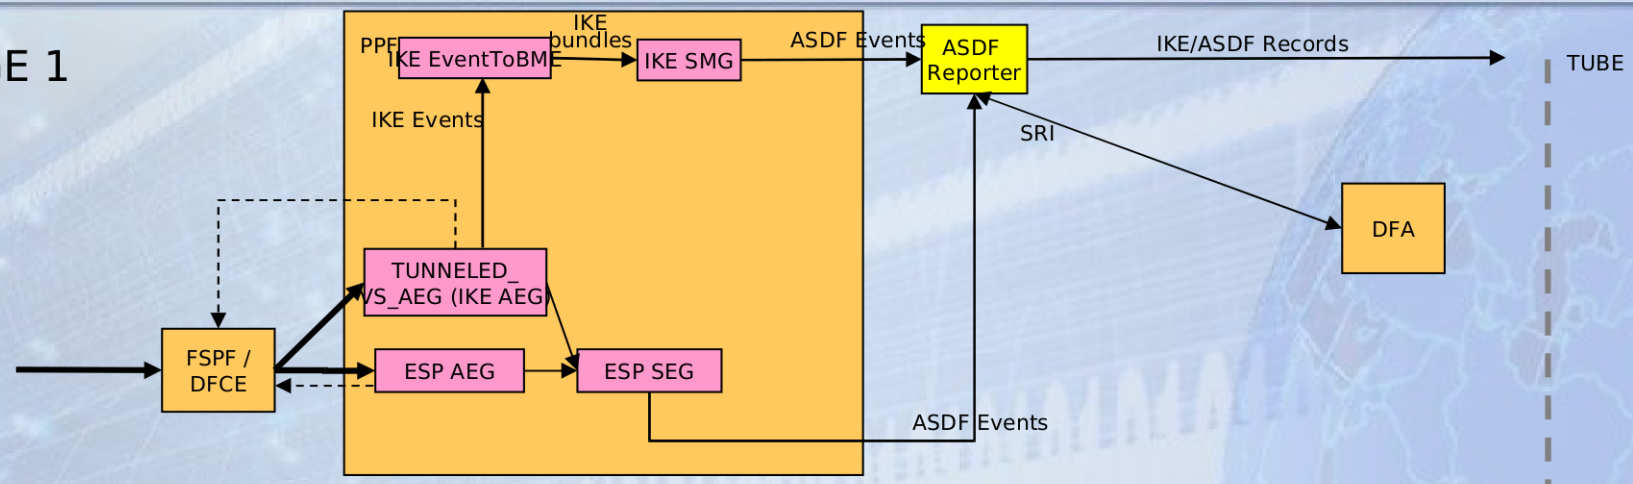 E 1
PPF
IKE
bundles
IKE EventToBME
IKE SMG
ASDF Events
ASDF
Reporter
IKE/ASDF Records
TUBE
IKE Events
SRI
DFA
TUNNELED_
VS_AEG (IKE AEG)
FSPF /
DFCE
ESP AEG
ESP SEG
ASDF Events